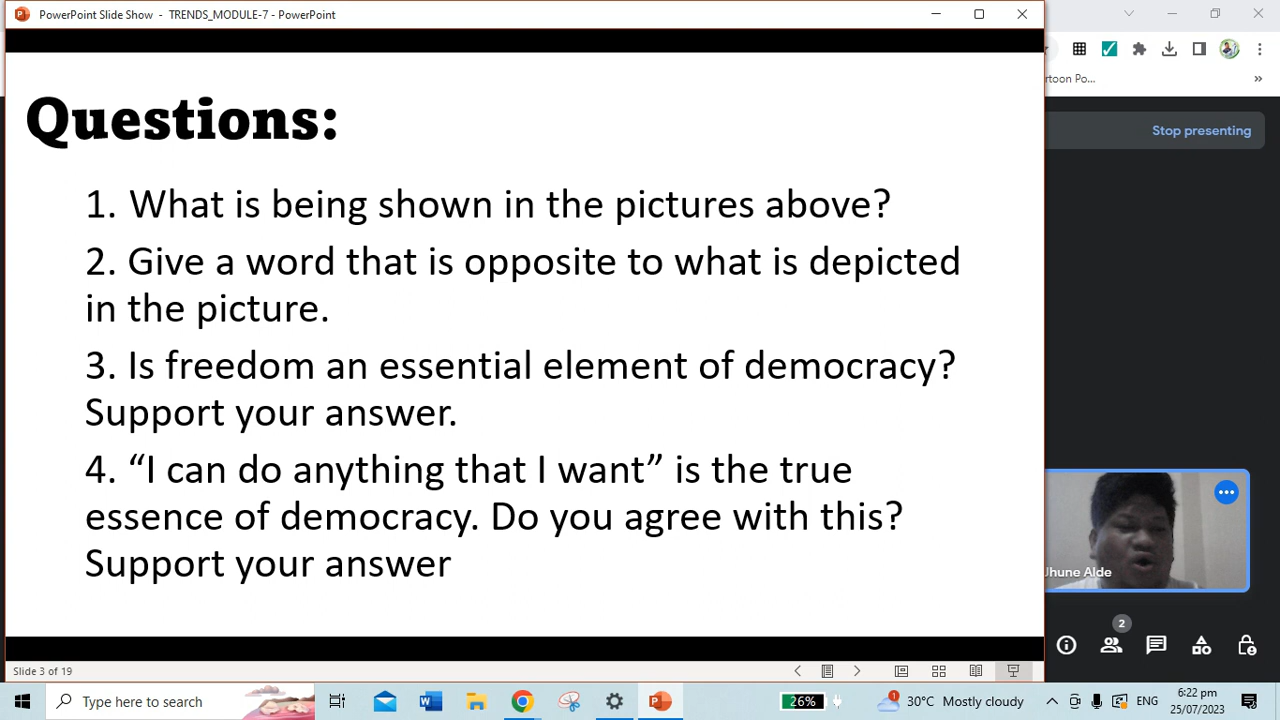 PowerPoint Slide Show - TRENDS_MODULE-7 - PowerPoint
Questions:
1. What is being shown in the pictures above?
2. Give a word that is opposite to what is depicted
in the picture.
3. Is freedom an essential element of democracy?
Support your answer.
4. “I can do anything that I want” is the true
essence of democracy. Do you agree with this?
Support your answer
Slide 3 of 19
rtoon Po...
»
Stop presenting
Jhune Alde
2
Type here to search
26%
1
30°C Mostly cloudy
ENG
6:22 pm
25/07/2023